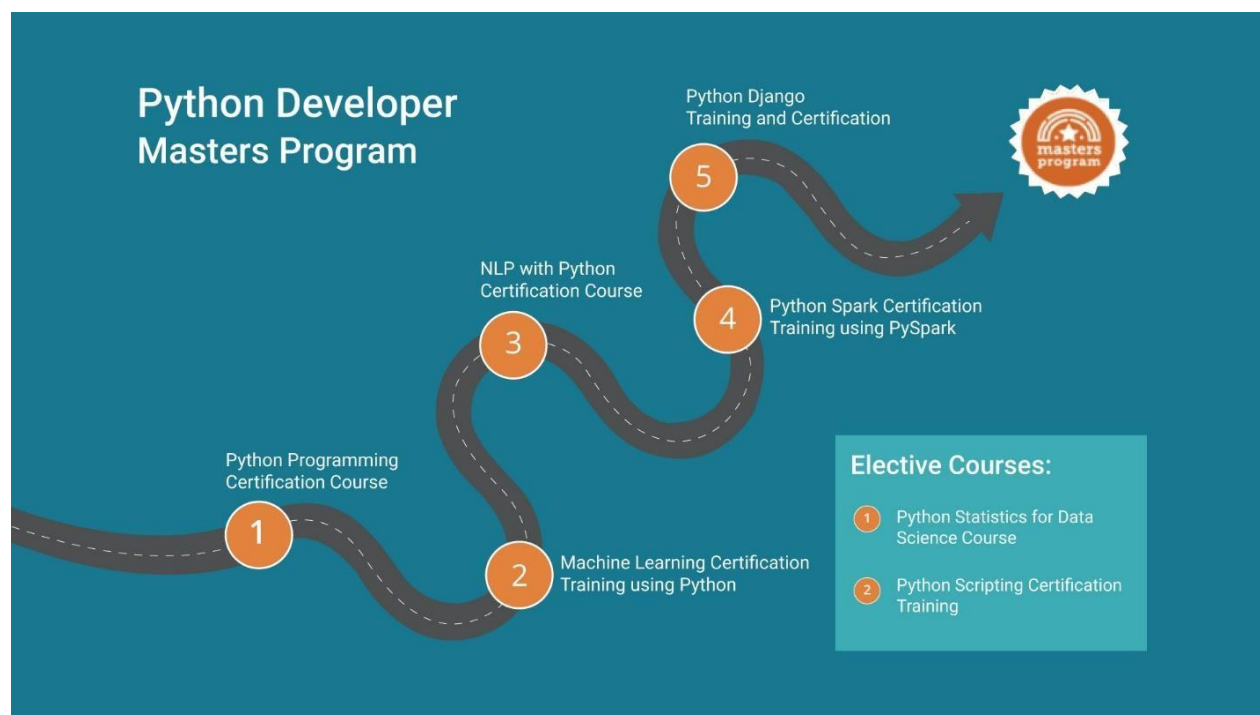 Python Developer
Masters Program
Python Programming
Certification Course
1
2
Machine Learning Certification
Training using Python
NLP with Python
Certification Course
3
4
Python Spark Certification
Training using PySpark
Python Django
Training and Certification
5
masters
program
Elective Courses:
1
Python Statistics for Data
Science Course
2
Python Scripting Certification
Training